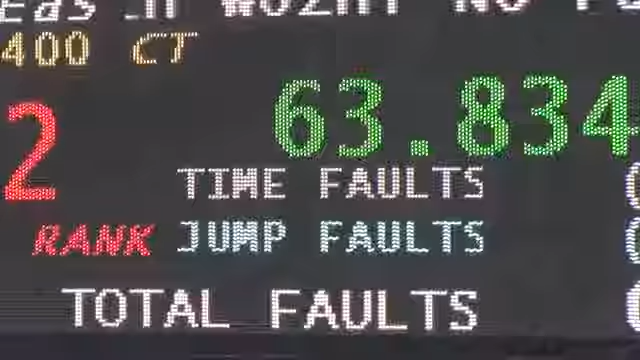 400 CT
63.834
2
TIME FAULTS
RANK JUMP FAULTS
TOTAL FAULTS